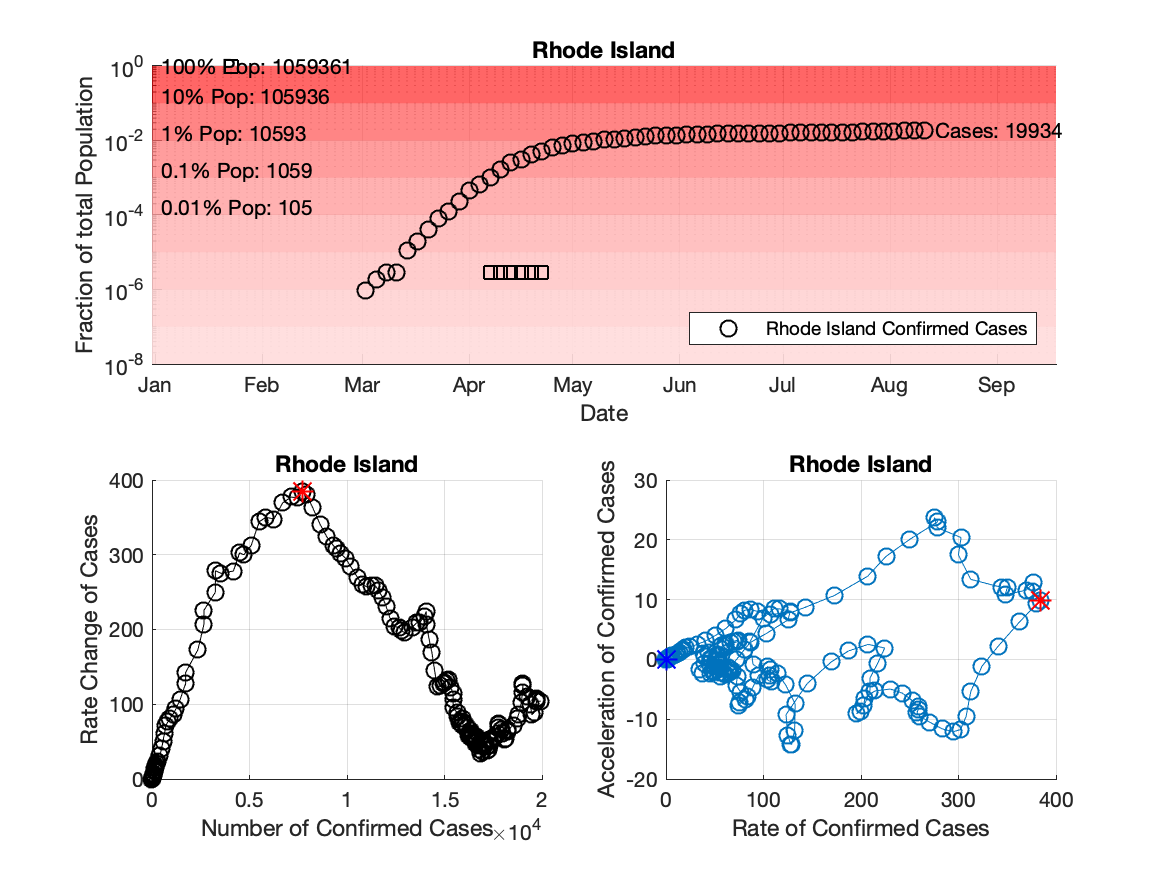 Rhode Island
Fraction of total Population
10^0
10^-2
10^-4
10^-6
10^-8
100% Pop: 1059361
10% Pop: 105936
1% Pop: 10593
0.1% Pop: 1059
0.01% Pop: 105
Cases: 19934
Rhode Island Confirmed Cases
Jan Feb Mar Apr May Jun Jul Aug Sep
Date
Rhode Island
Rate Change of Cases
400
300
200
100
0
0 0.5 1 1.5 2
Number of Confirmed Cases ×10^4
Rhode Island
Acceleration of Confirmed Cases
30
20
10
0
-10
-20
0 100 200 300 400
Rate of Confirmed Cases